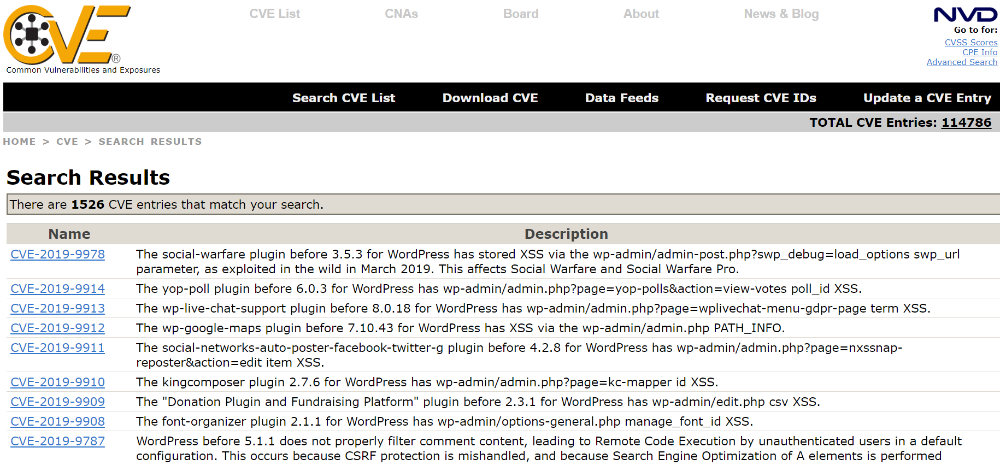 CVE®
Common Vulnerabilities and Exposures
CVE List
CNAs
Board
About
News & Blog
NVD
Go to for:
CVSS Scores
CPE Info
Advanced Search
Search CVE List
Download CVE
Data Feeds
Request CVE IDs
Update a CVE Entry
TOTAL CVE Entries: 114786
HOME > CVE > SEARCH RESULTS
Search Results
There are 1526 CVE entries that match your search.
Name
Description
CVE-2019-9978
The social-warfare plugin before 3.5.3 for WordPress has stored XSS via the wp-admin/admin-post.php?swp_debug=load_options swp_url
parameter, as exploited in the wild in March 2019. This affects Social Warfare and Social Warfare Pro.
CVE-2019-9914
The yop-poll plugin before 6.0.3 for WordPress has wp-admin/admin.php?page=yop-polls&action=view-votes poll_id XSS.
CVE-2019-9913
The wp-live-chat-support plugin before 8.0.18 for WordPress has wp-admin/admin.php?page=wplivechat-menu-gdpr-page term XSS.
CVE-2019-9912
The wp-google-maps plugin before 7.10.43 for WordPress has XSS via the wp-admin/admin.php PATH_INFO.
CVE-2019-9911
The social-networks-auto-poster-facebook-twitter-g plugin before 4.2.8 for WordPress has wp-admin/admin.php?page=nxssnap-
reposter&action=edit item XSS.
CVE-2019-9910
The kingcomposer plugin 2.7.6 for WordPress has wp-admin/admin.php?page=kc-mapper id XSS.
CVE-2019-9909
The "Donation Plugin and Fundraising Platform" plugin before 2.3.1 for WordPress has wp-admin/edit.php csv XSS.
CVE-2019-9908
The font-organizer plugin 2.1.1 for WordPress has wp-admin/options-general.php manage_font_id XSS.
CVE-2019-9787
WordPress before 5.1.1 does not properly filter comment content, leading to Remote Code Execution by unauthenticated users in a default
configuration. This occurs because CSRF protection is mishandled, and because Search Engine Optimization of A elements is performed